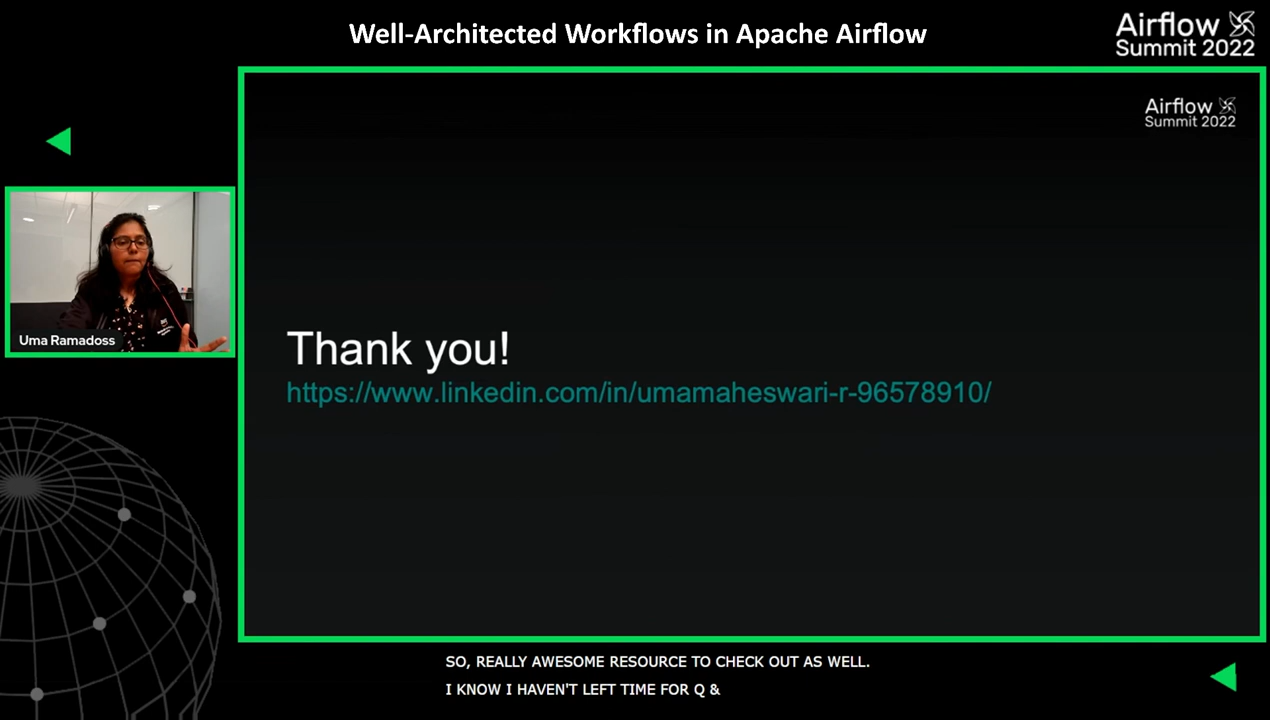 Well-Architected Workflows in Apache Airflow
Airflow
Summit 2022
Airflow
Summit 2022
Uma Ramadoss
Thank you!
https://www.linkedin.com/in/umamaheswari-r-96578910/
SO, REALLY AWESOME RESOURCE TO CHECK OUT AS WELL.
I KNOW I HAVEN'T LEFT TIME FOR Q &